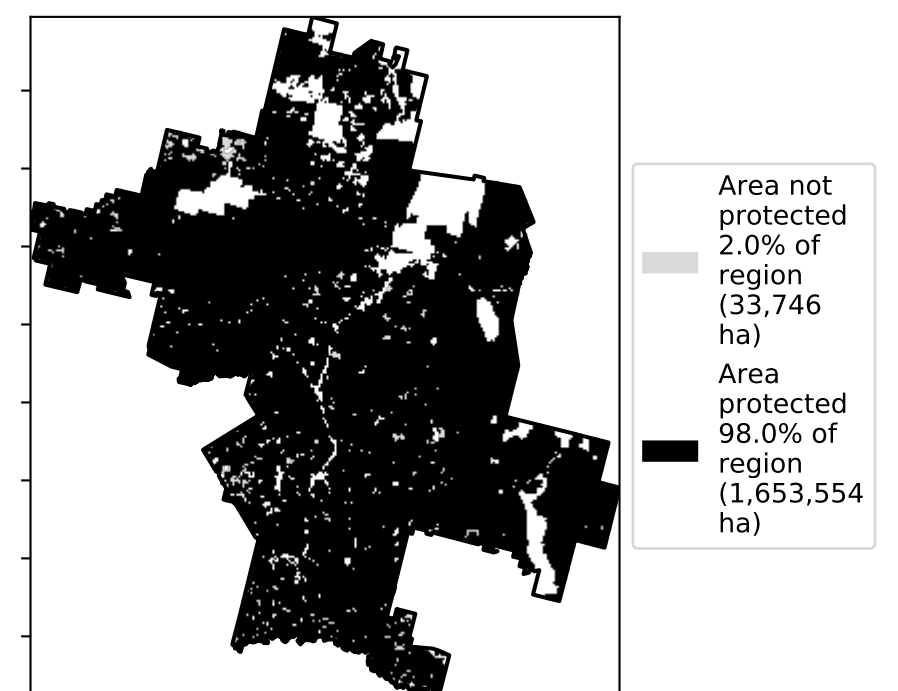 Area not
protected
2.0% of
region
(33,746
ha)
Area
protected
98.0% of
region
(1,653,554
ha)